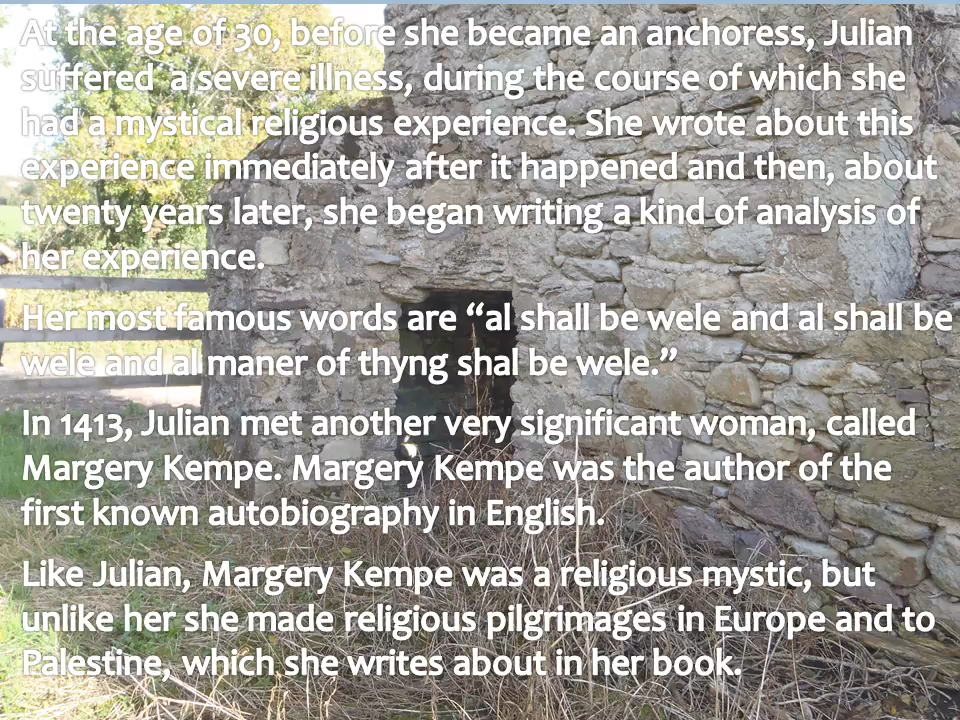 At the age of 30, before she became an anchoress, Julian
suffered a severe illness, during the course of which she
had a mystical religious experience. She wrote about this
experience immediately after it happened and then, about
twenty years later, she began writing a kind of analysis of
her experience.
Her most famous words are “al shall be wele and al shall be
wele and al maner of thyng shal be wele.”
In 1413, Julian met another very significant woman, called
Margery Kempe. Margery Kempe was the author of the
first known autobiography in English.
Like Julian, Margery Kempe was a religious mystic, but
unlike her she made religious pilgrimages in Europe and to
Palestine, which she writes about in her book.